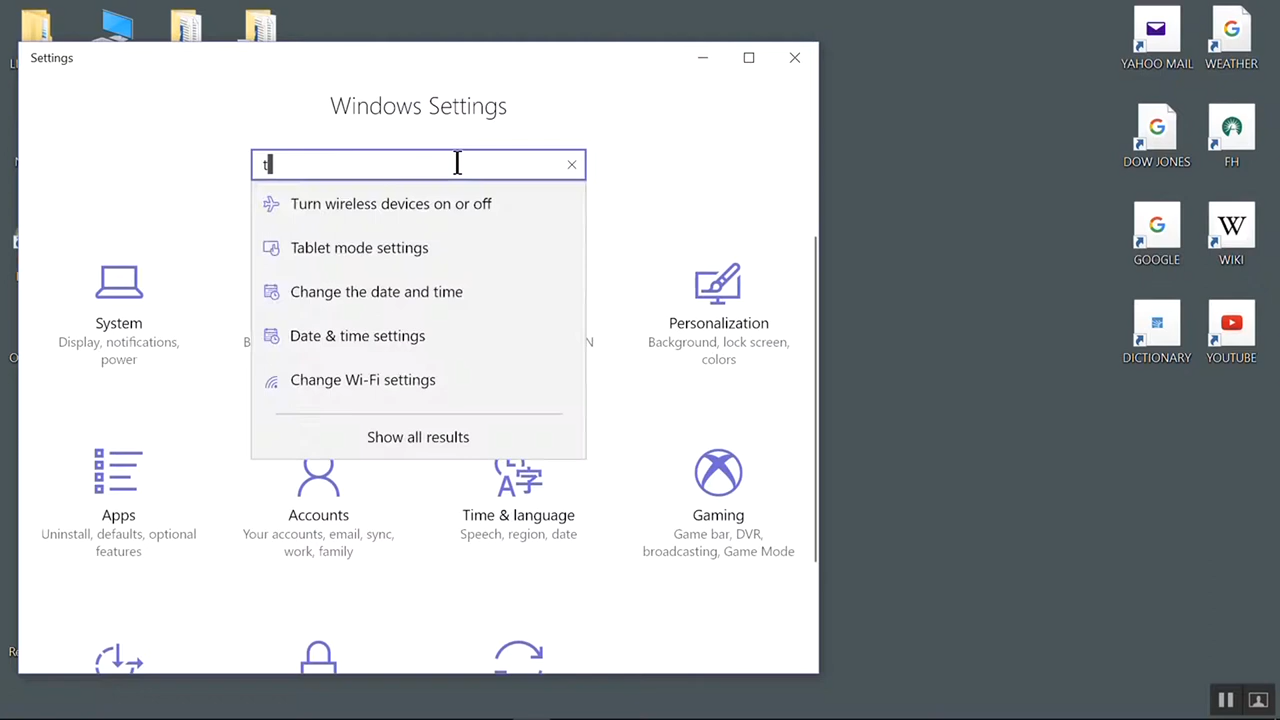 YAHOO MAIL
WEATHER
Settings
Windows Settings
DOW JONES
FH
t
Turn wireless devices on or off
Tablet mode settings
Change the date and time
GOOGLE
WIKI
System
Display, notifications,
power
Personalization
Background, lock screen,
colors
Date & time settings
DICTIONARY
YOUTUBE
Change Wi-Fi settings
Show all results
Apps
Uninstall, defaults, optional
features
Accounts
Your accounts, email, sync,
work, family
Time & language
Speech, region, date
Gaming
Game bar, DVR,
broadcasting, Game Mode